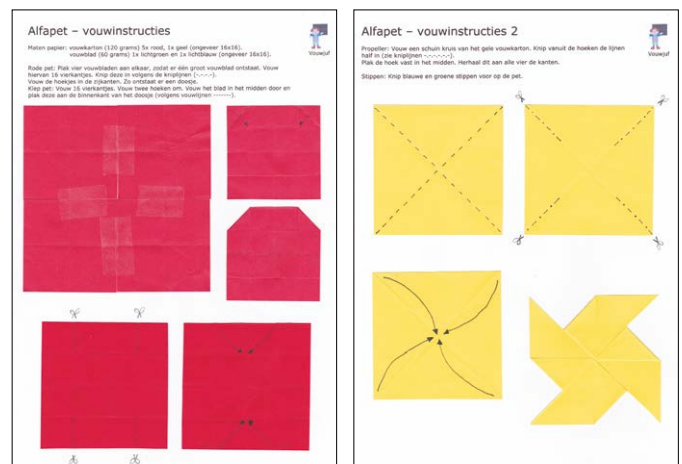 Alfapet – vouwinstructies
Maten papier: vouwkarton (120 grams) 5x rood, 1x geel (ongeveer 16x16).
vouwblad (60 grams) 1x lichtgroen en 1x lichtblauw (ongeveer 16x16).
Vouwjuf
Rode pet: Plak vier vouwbladen aan elkaar, zodat er één groot vouwblad ontstaat. Vouw
hiervan 16 vierkantjes. Knip deze in volgens de kniplijnen (-.-.-.-).
Vouw de hoekjes in de zijkanten. Zo ontstaat er een doosje.
Klep pet: Vouw 16 vierkantjes. Vouw twee hoeken om. Vouw het blad in het midden door en
plak deze aan de binnenkant van het doosje (volgens vouwlijnen -------).
Alfapet – vouwinstructies 2
Propeller: Vouw een schuin kruis van het gele vouwkarton. Knip vanuit de hoeken de lijnen
half in (zie kniplijnen -.-.-.-.-.-).
Plak de hoek vast in het midden. Herhaal dit aan alle vier de kanten.
Vouwjuf
Stippen: Knip blauwe en groene stippen voor op de pet.